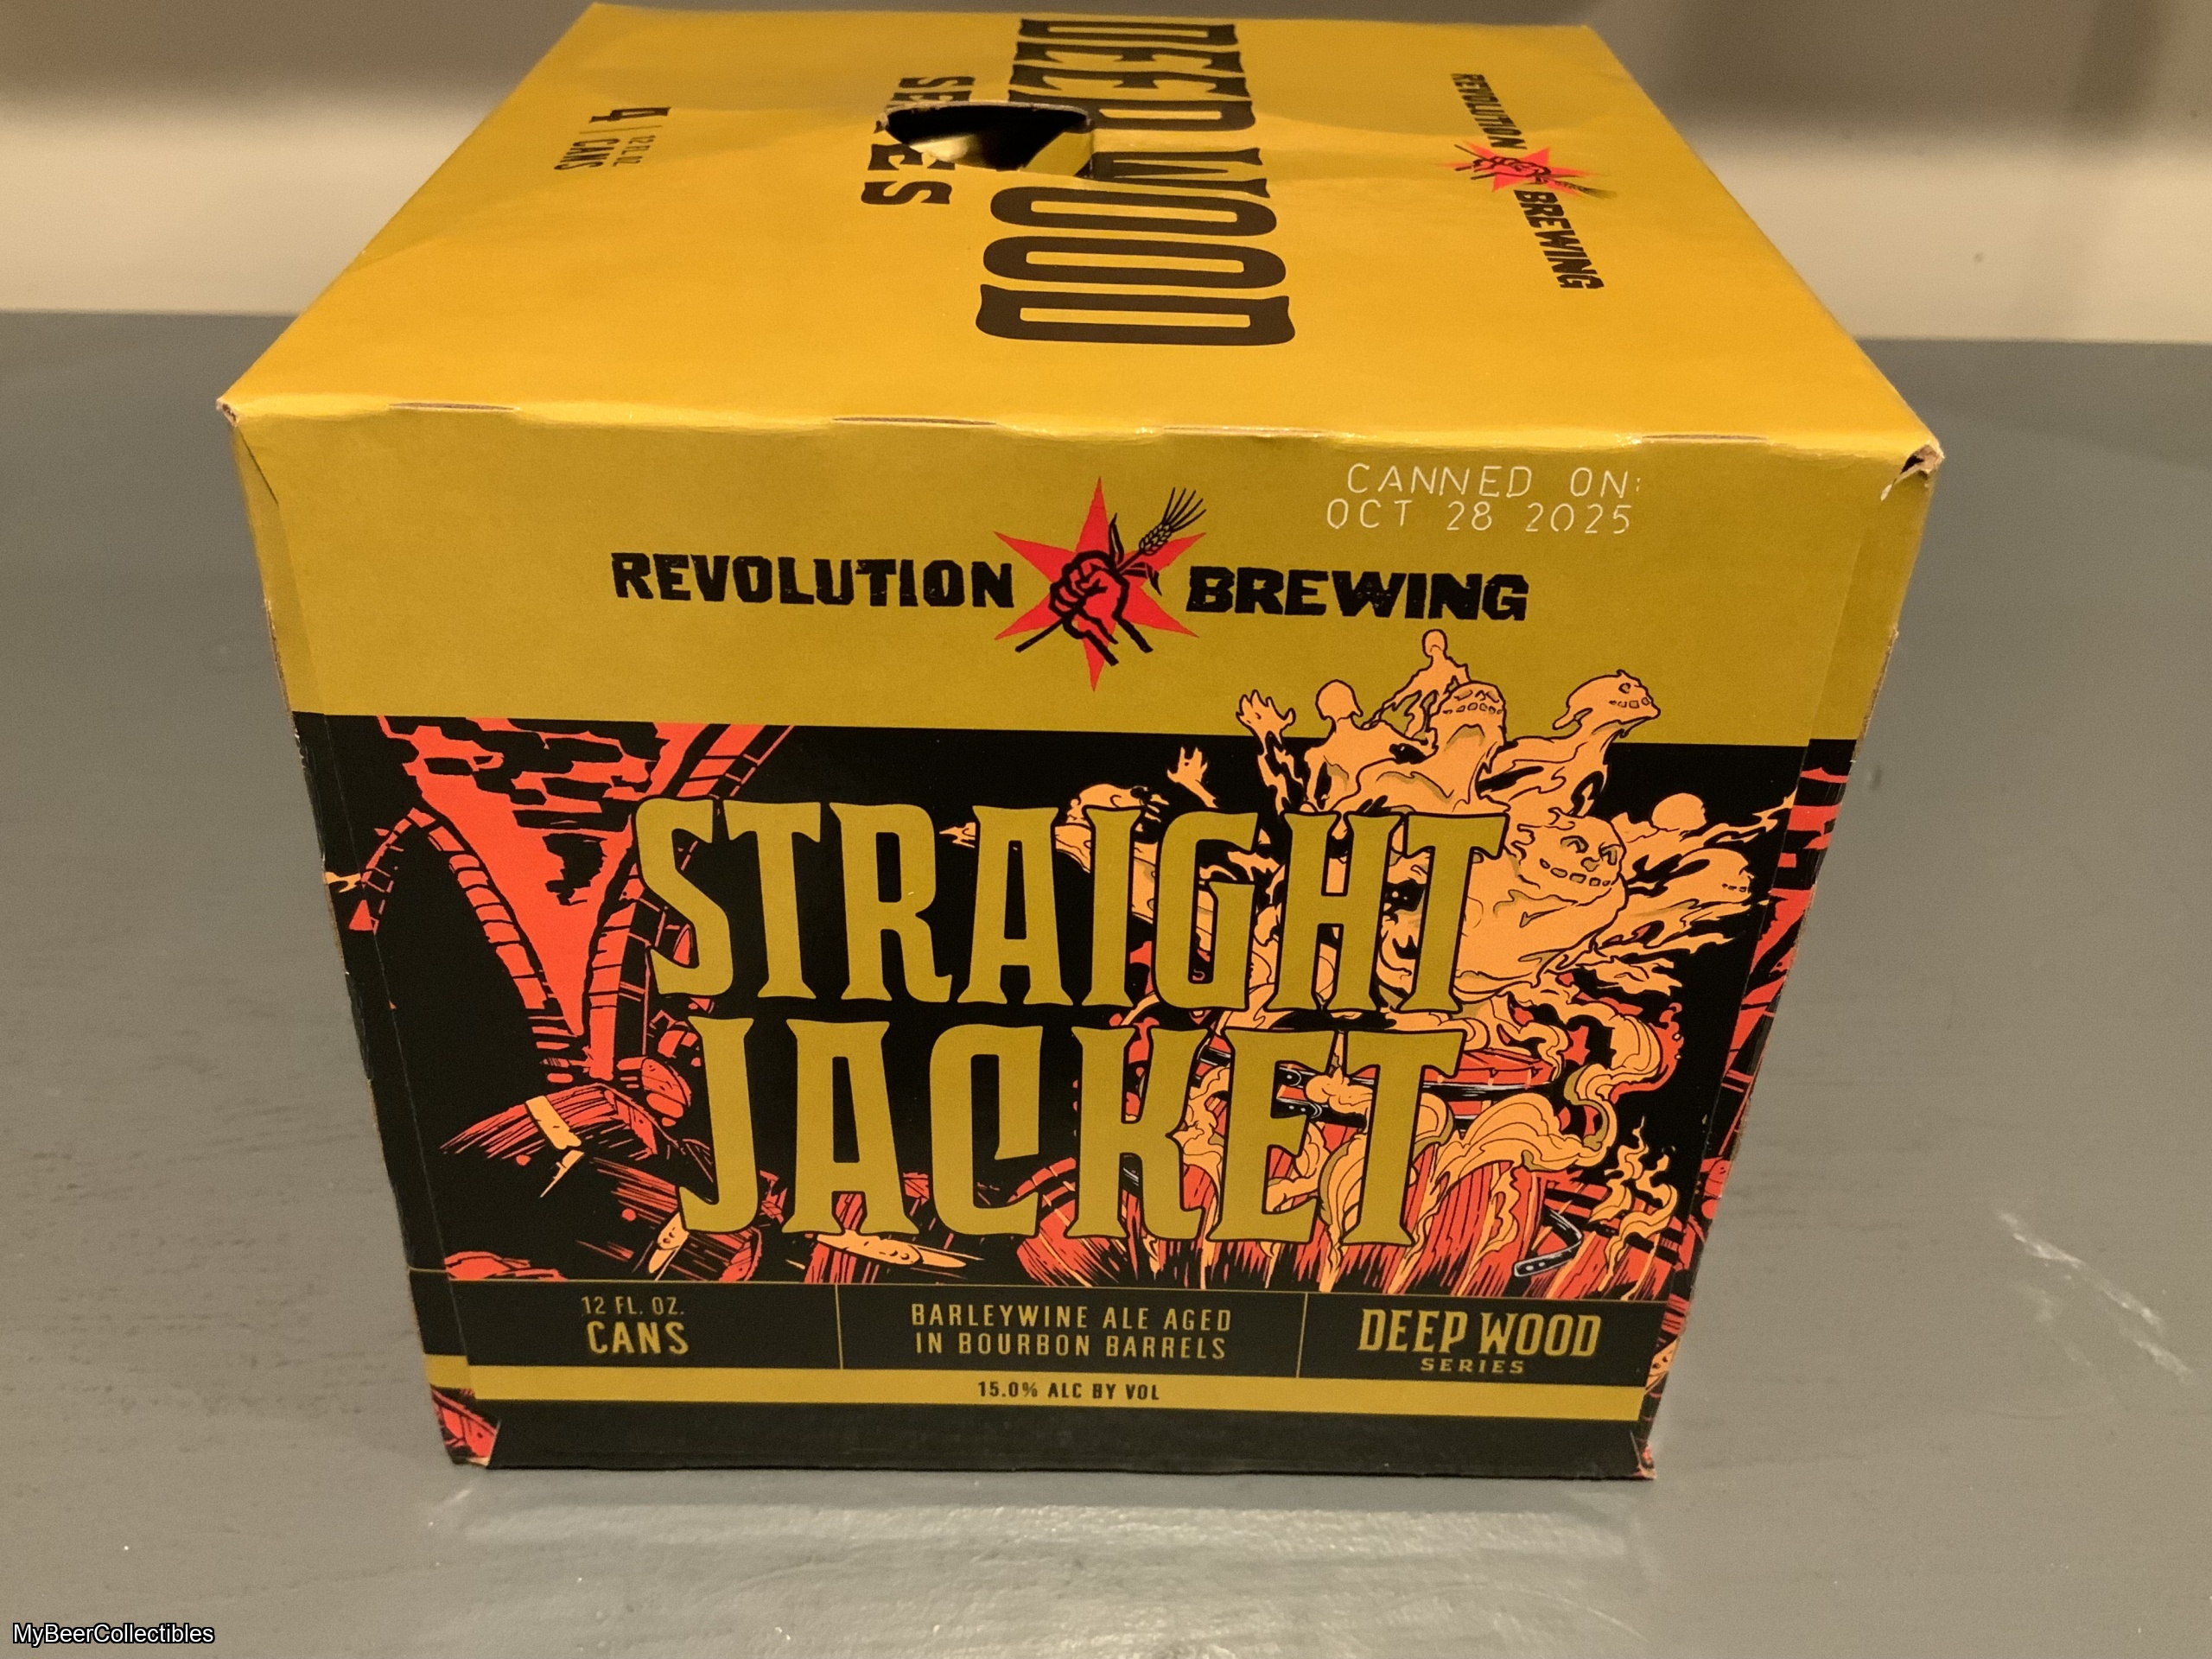 DEEP WOOD
SERIES
4 | 12 FL. OZ. CANS
REVOLUTION BREWING
CANNED ON:
OCT 28 2025
REVOLUTION BREWING
STRAIGHT
JACKET
12 FL. OZ.
CANS
BARLEYWINE ALE AGED
IN BOURBON BARRELS
DEEP WOOD
SERIES
15.0% ALC BY VOL
MyBeerCollectibles